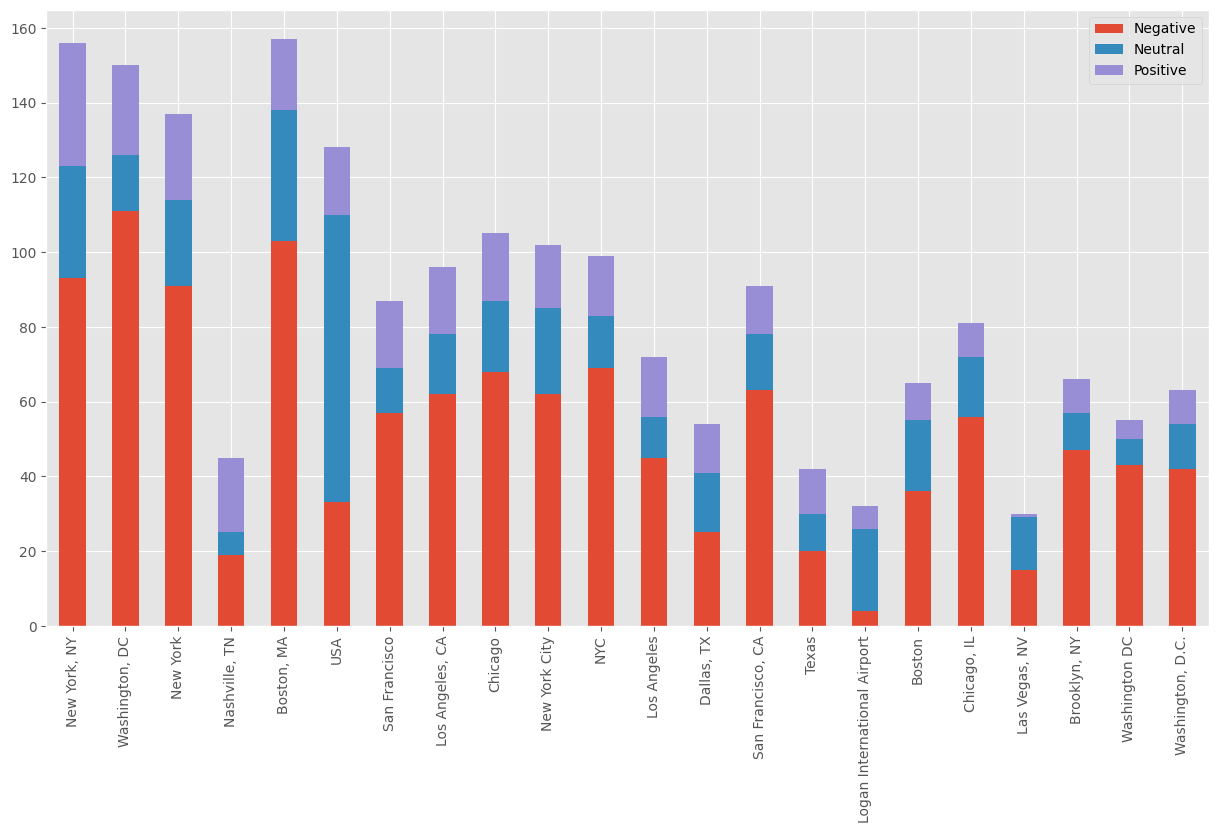 160
140
120
100
80
60
40
20
0
Negative
Neutral
Positive
New York, NY
Washington, DC
New York
Nashville, TN
Boston, MA
USA
San Francisco
Los Angeles, CA
Chicago
New York City
NYC
Los Angeles
Dallas, TX
San Francisco, CA
Texas
Logan International Airport
Boston
Chicago, IL
Las Vegas, NV
Brooklyn, NY
Washington DC
Washington, D.C.